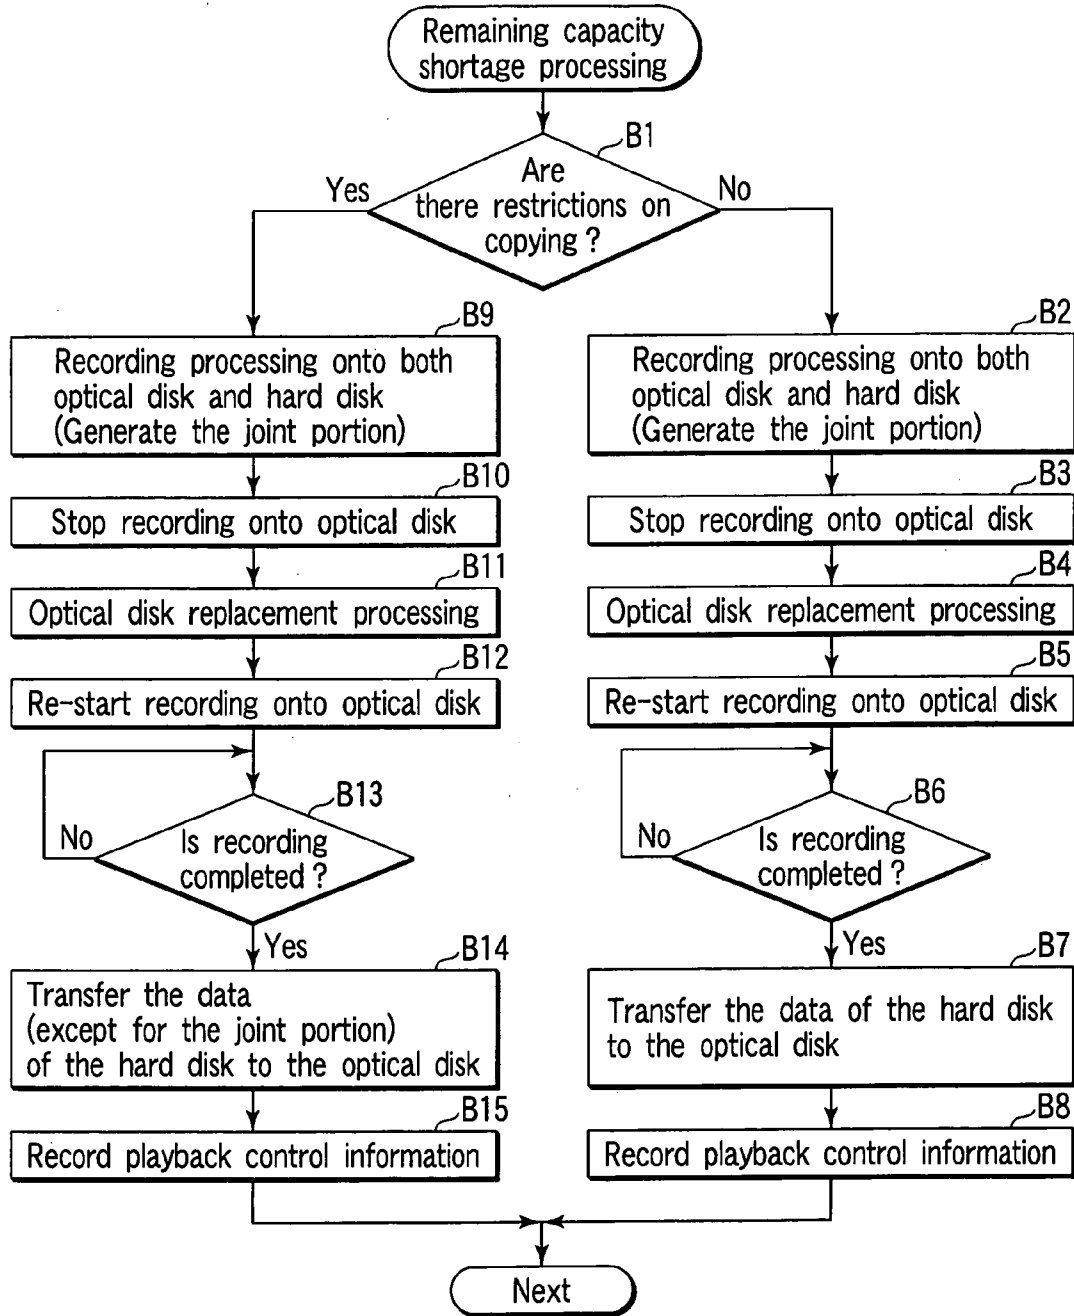 Remaining capacity
shortage processing
B1
Are
there restrictions on
copying ?
Yes
No
B9
Recording processing onto both
optical disk and hard disk
(Generate the joint portion)
B10
Stop recording onto optical disk
B11
Optical disk replacement processing
B12
Re-start recording onto optical disk
B13
Is recording
completed ?
No
Yes
B14
Transfer the data
(except for the joint portion)
of the hard disk to the optical disk
B15
Record playback control information
B2
Recording processing onto both
optical disk and hard disk
(Generate the joint portion)
B3
Stop recording onto optical disk
B4
Optical disk replacement processing
B5
Re-start recording onto optical disk
B6
Is recording
completed ?
No
Yes
B7
Transfer the data of the hard disk
to the optical disk
B8
Record playback control information
Next